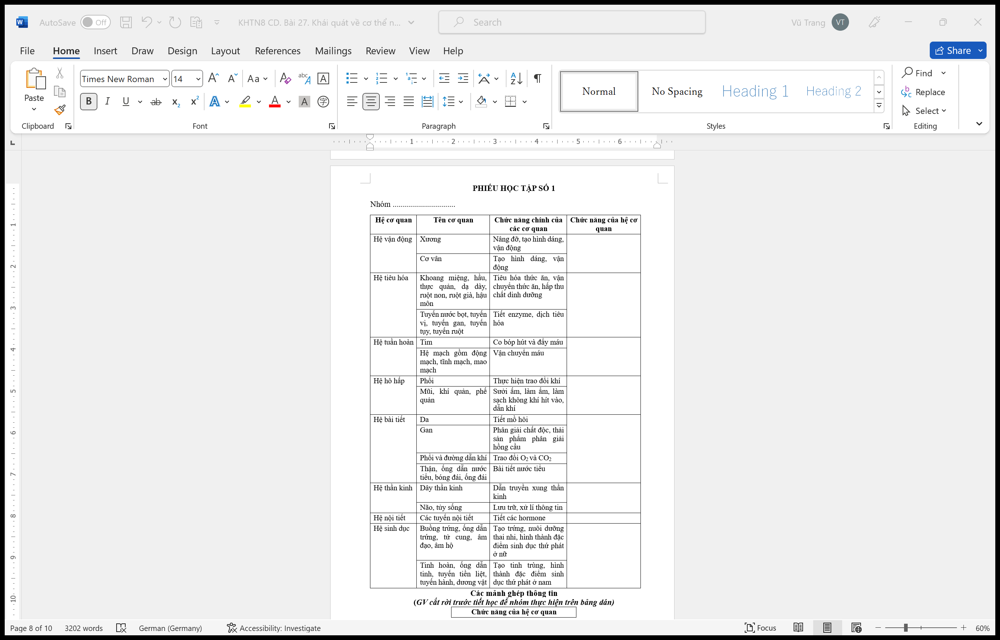 AutoSave Off KHTN8 CD. Bài 27. Khái quát về cơ thể n... Search Vũ Trang VT
File Home Insert Draw Design Layout References Mailings Review View Help Share
Paste
Clipboard
Times New Roman 14
Font
Paragraph
Normal No Spacing Heading 1 Heading 2
Styles
Find
Replace
Select
Editing
1 2 3 4 5 6
PHIẾU HỌC TẬP SỐ 1
Nhóm ...............................
Hệ cơ quan Tên cơ quan Chức năng chính của các cơ quan Chức năng của hệ cơ quan
Hệ vận động
Xương
Nâng đỡ, tạo hình dáng,
vận động
Cơ vân
Tạo hình dáng, vận
động
Hệ tiêu hóa
Khoang miệng, hầu,
thực quản, dạ dày,
ruột non, ruột già, hậu
môn
Tiêu hóa thức ăn, vận
chuyển thức ăn, hấp thu
chất dinh dưỡng
Tuyến nước bọt, tuyến
vị, tuyến gan, tuyến
tụy, tuyến ruột
Tiết enzyme, dịch tiêu
hóa
Hệ tuần hoàn
Tim
Co bóp hút và đẩy máu
Hệ mạch gồm động
mạch, tĩnh mạch, mao
mạch
Vận chuyển máu
Hệ hô hấp
Phổi
Thực hiện trao đổi khí
Mũi, khí quản, phế
quản
Sưởi ấm, làm ẩm, làm
sạch không khí hít vào,
dẫn khí
Hệ bài tiết
Da
Tiết mồ hôi
Gan
Phân giải chất độc, thải
sản phẩm phân giải
hồng cầu
Phổi và đường dẫn khí
Trao đổi O₂ và CO₂
Thận, ống dẫn nước
tiểu, bóng đái, ống đái
Bài tiết nước tiểu
Hệ thần kinh
Dây thần kinh
Dẫn truyền xung thần
kinh
Não, tủy sống
Lưu trữ, xử lí thông tin
Hệ nội tiết
Các tuyến nội tiết
Tiết các hormone
Hệ sinh dục
Buồng trứng, ống dẫn
trứng, tử cung, âm
đạo, âm hộ
Tạo trứng, nuôi dưỡng
thai nhi, hình thành đặc
điểm sinh dục thứ phát
ở nữ
Tinh hoàn, ống dẫn
tinh, tuyến tiền liệt,
tuyến hành, dương vật
Tạo tinh trùng, hình
thành đặc điểm sinh
dục thứ phát ở nam
Các mảnh ghép thông tin
(GV cắt rời trước tiết học để nhóm thực hiện trên bảng dán)
Chức năng của hệ cơ quan
1
2
3
4
5
6
7
8
9
10
Page 8 of 10 3202 words German (Germany) Accessibility: Investigate Focus 60%